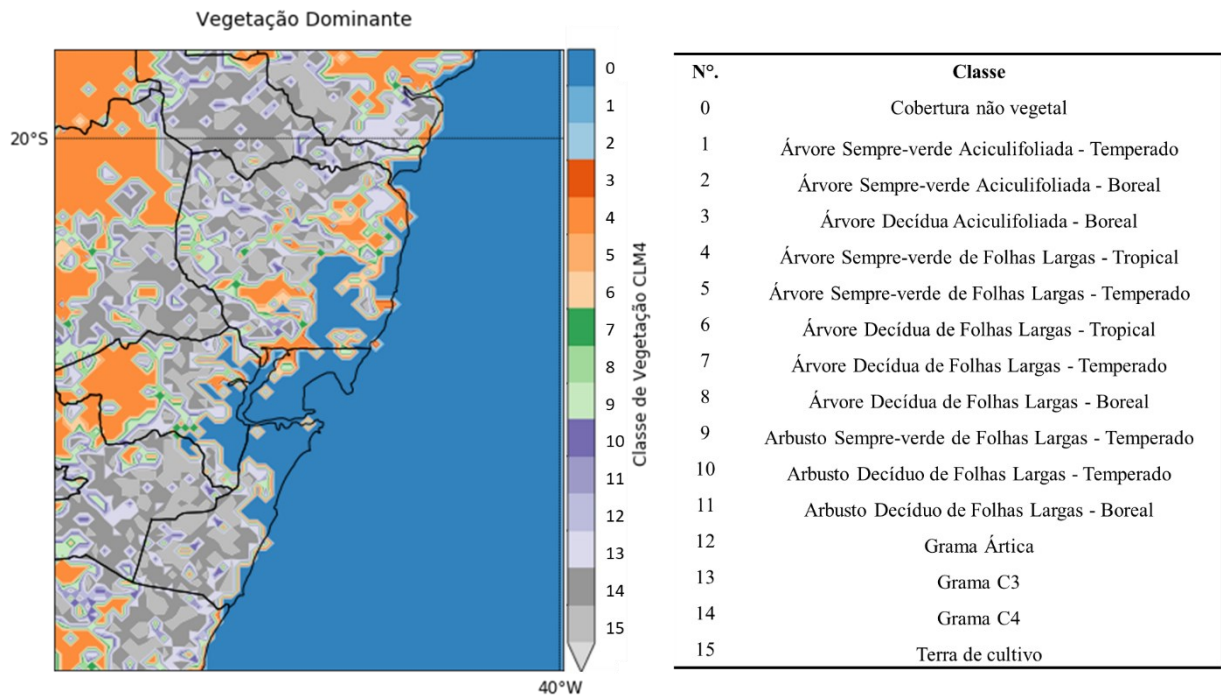 Vegetação Dominante
20°S
40°W
0
1
2
3
4
5
6
7
8
9
10
11
12
13
14
15
Classe de Vegetação CLM4
N°. Classe
0 Cobertura não vegetal
1 Árvore Sempre-verde Aciculifoliada - Temperado
2 Árvore Sempre-verde Aciculifoliada - Boreal
3 Árvore Decídua Aciculifoliada - Boreal
4 Árvore Sempre-verde de Folhas Largas - Tropical
5 Árvore Sempre-verde de Folhas Largas - Temperado
6 Árvore Decídua de Folhas Largas - Tropical
7 Árvore Decídua de Folhas Largas - Temperado
8 Árvore Decídua de Folhas Largas - Boreal
9 Arbusto Sempre-verde de Folhas Largas - Temperado
10 Arbusto Decíduo de Folhas Largas - Temperado
11 Arbusto Decíduo de Folhas Largas - Boreal
12 Grama Ártica
13 Grama C3
14 Grama C4
15 Terra de cultivo